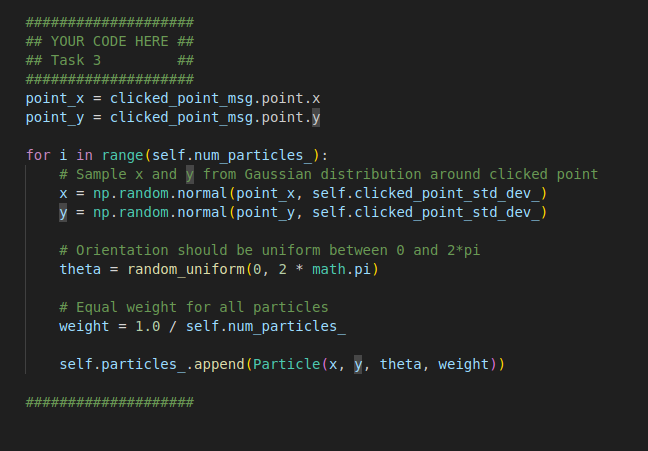 ####################
## YOUR CODE HERE ##
## Task 3         ##
####################
point_x = clicked_point_msg.point.x
point_y = clicked_point_msg.point.y

for i in range(self.num_particles_):
    # Sample x and y from Gaussian distribution around clicked point
    x = np.random.normal(point_x, self.clicked_point_std_dev_)
    y = np.random.normal(point_y, self.clicked_point_std_dev_)

    # Orientation should be uniform between 0 and 2*pi
    theta = random_uniform(0, 2 * math.pi)

    # Equal weight for all particles
    weight = 1.0 / self.num_particles_

    self.particles_.append(Particle(x, y, theta, weight))

####################